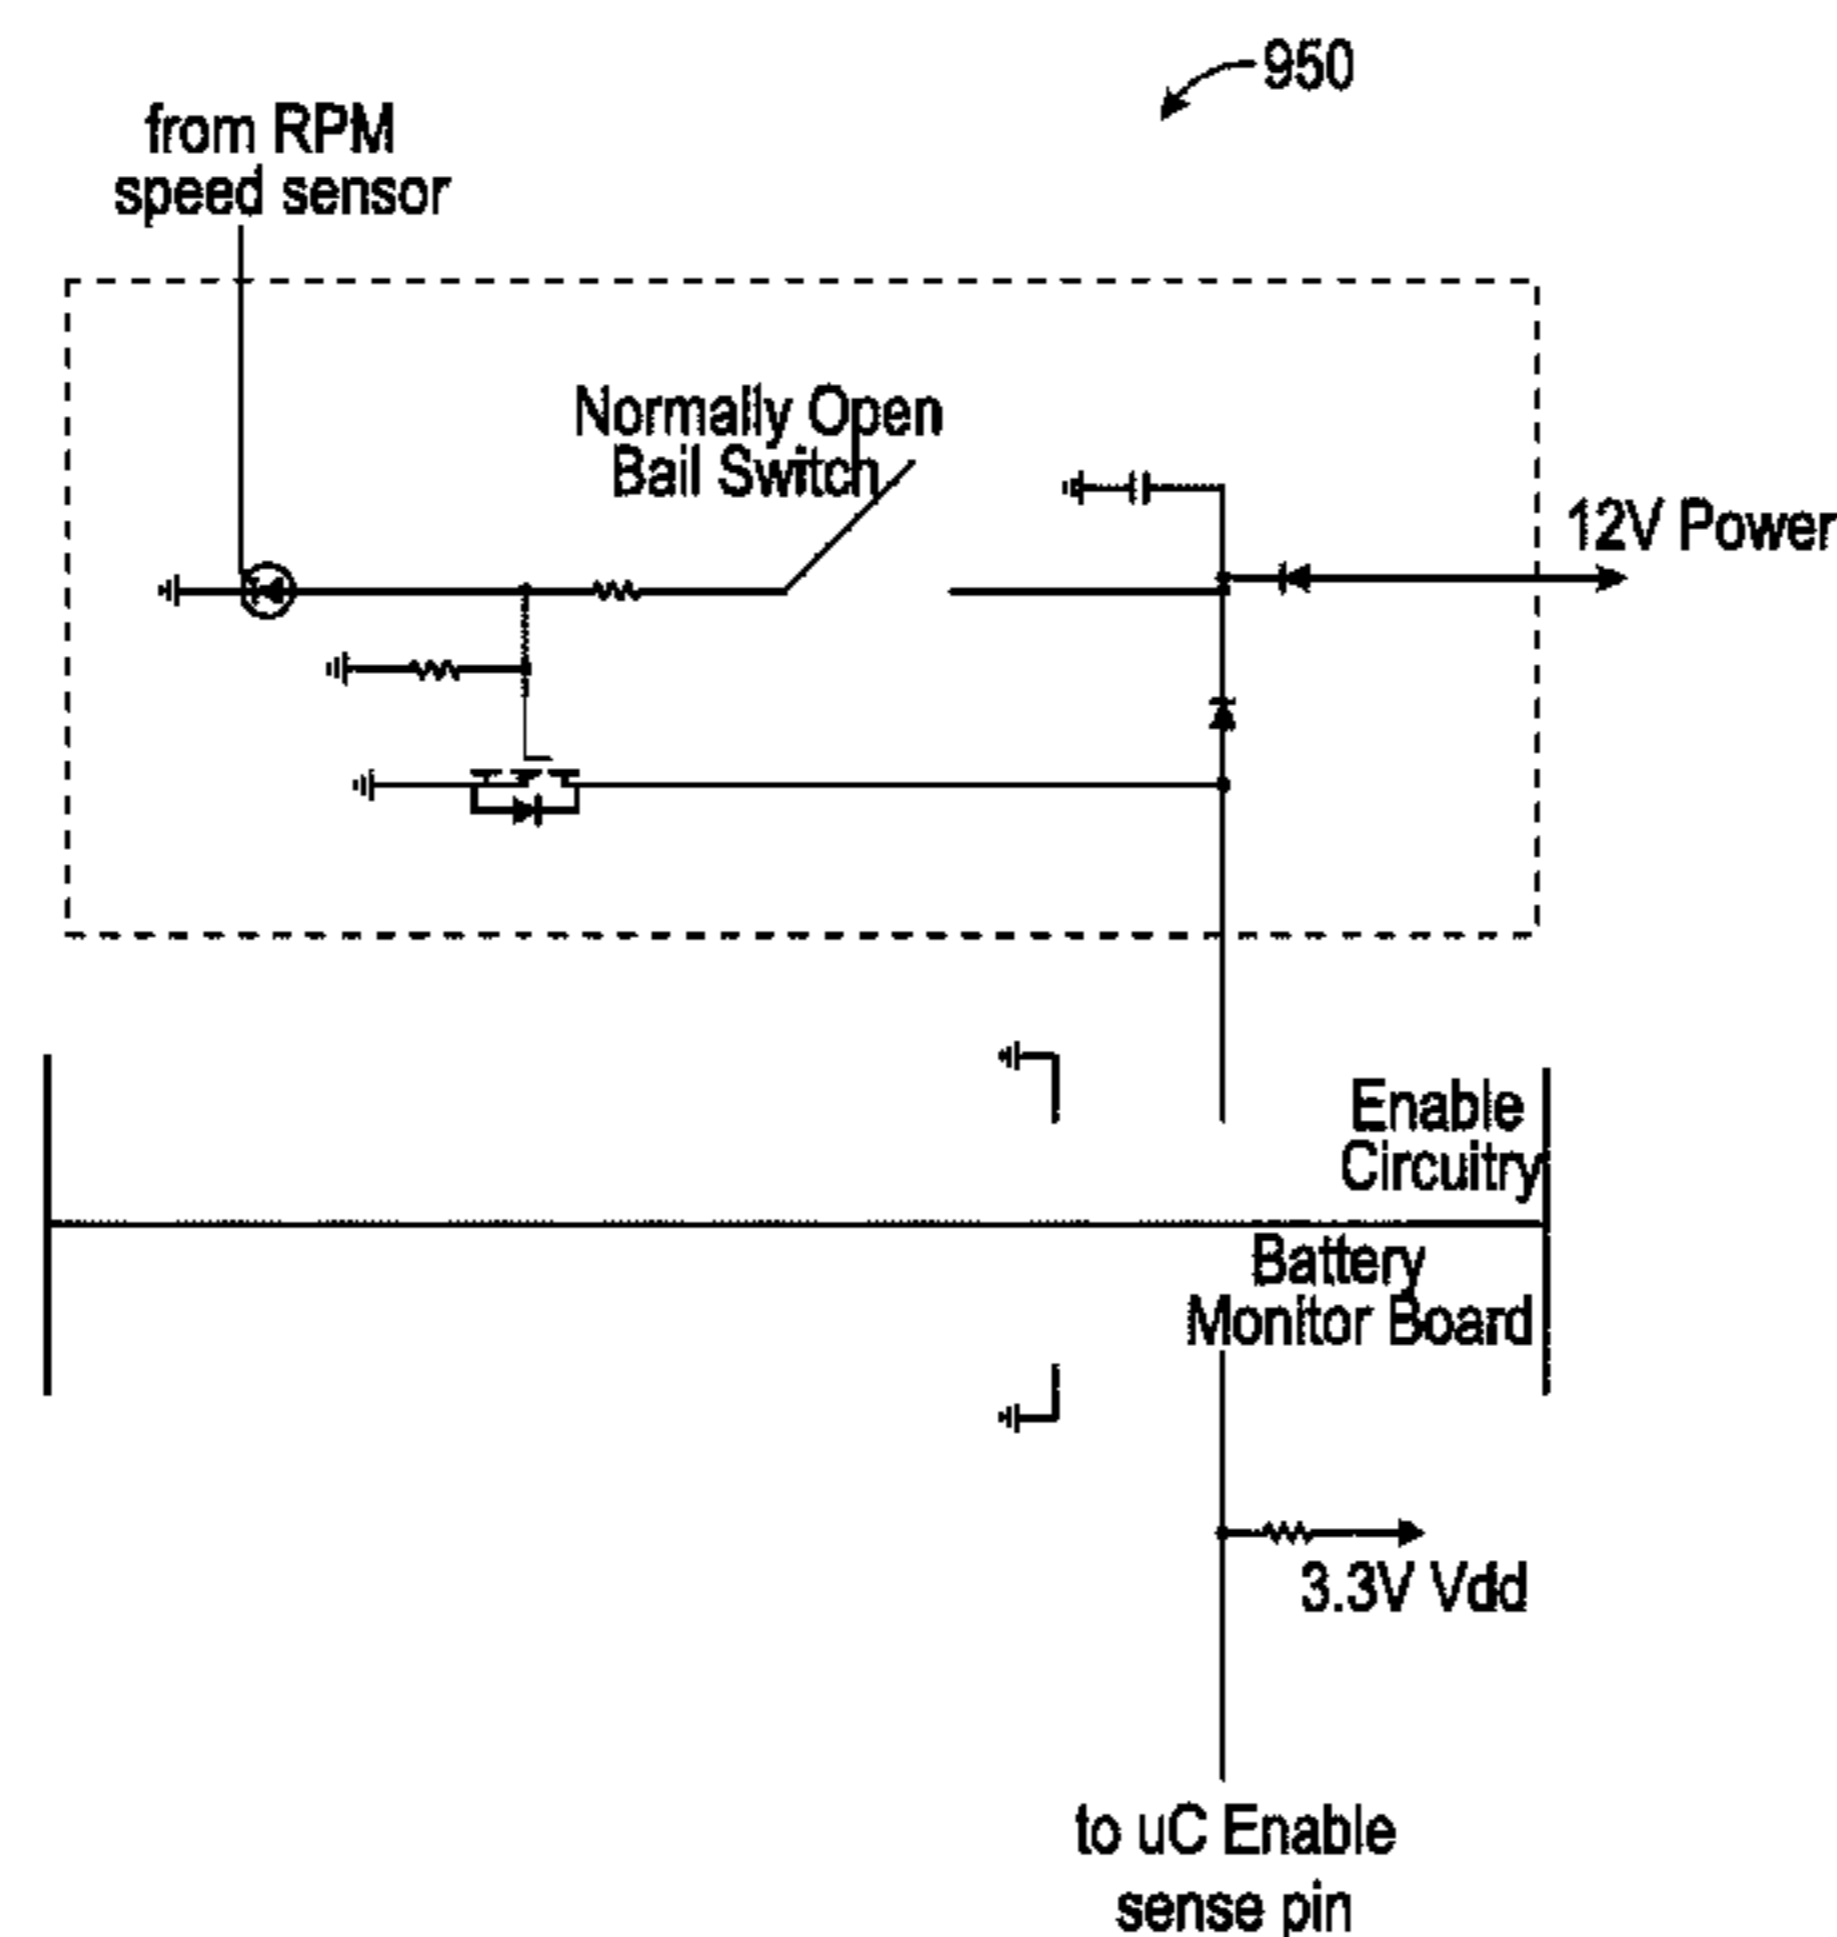 950
from RPM
speed sensor
Normally Open
Bail Switch
12V Power
Enable
Circuitry
Battery
Monitor Board
3.3V Vdd
to uC Enable
sense pin